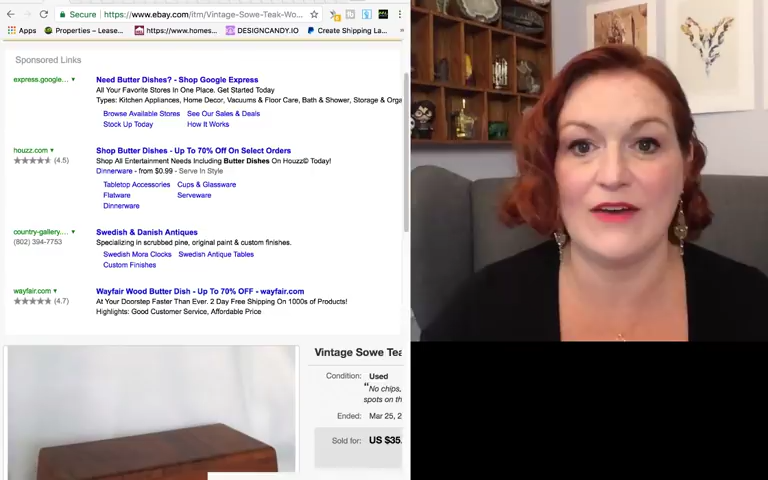 Secure https://www.ebay.com/itm/Vintage-Sowe-Teak-Wo...
Apps Properties – Lease... https://www.homes... DESIGNCANDY.IO Create Shipping La...
Sponsored Links
express.google... Need Butter Dishes? - Shop Google Express
All Your Favorite Stores In One Place. Get Started Today
Types: Kitchen Appliances, Home Decor, Vacuums & Floor Care, Bath & Shower, Storage & Orga
Browse Available Stores See Our Sales & Deals
Stock Up Today How It Works
houzz.com Shop Butter Dishes - Up To 70% Off On Select Orders
(4.5) Shop All Entertainment Needs Including Butter Dishes On Houzz© Today!
Dinnerware - from $0.99 - Serve In Style
Tabletop Accessories Cups & Glassware
Flatware Serveware
Dinnerware
country-gallery.... Swedish & Danish Antiques
(802) 394-7753 Specializing in scrubbed pine, original paint & custom finishes.
Swedish Mora Clocks Swedish Antique Tables
Custom Finishes
wayfair.com Wayfair Wood Butter Dish - Up To 70% OFF - wayfair.com
(4.7) At Your Doorstep Faster Than Ever. 2 Day Free Shipping On 1000s of Products!
Highlights: Good Customer Service, Affordable Price
Vintage Sowe Tea
Condition: Used
"No chips,
spots on th
Ended: Mar 25, 2
Sold for: US $35.